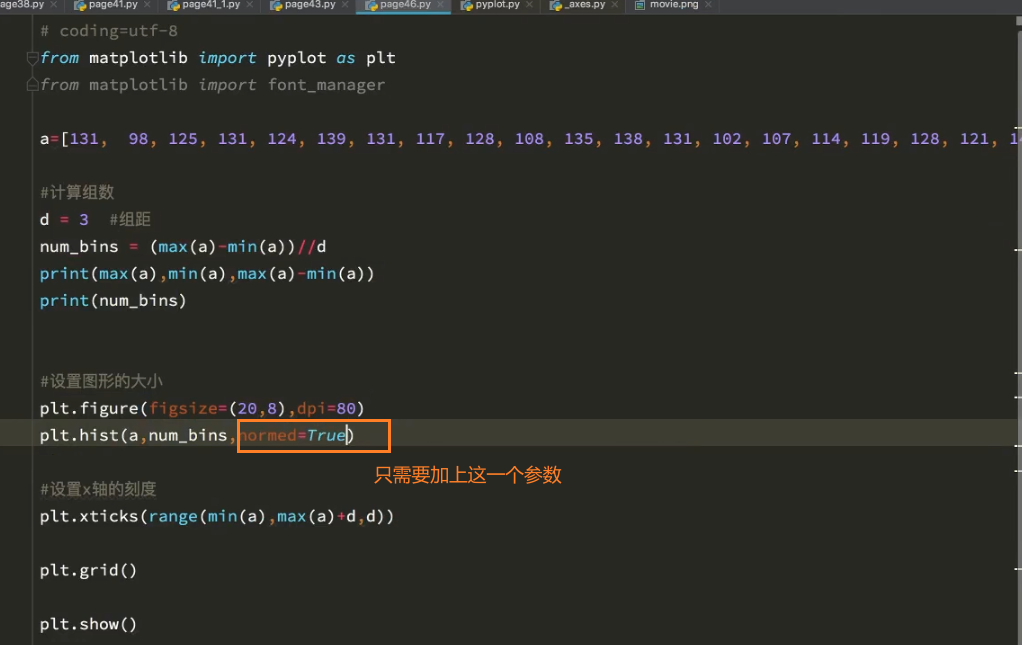 page38.py page41.py page41_1.py page43.py page46.py pyplot.py _axes.py movie.png
# coding=utf-8
from matplotlib import pyplot as plt
from matplotlib import font_manager
a=[131, 98, 125, 131, 124, 139, 131, 117, 128, 108, 135, 138, 131, 102, 107, 114, 119, 128, 121,
#计算组数
d = 3 #组距
num_bins = (max(a)-min(a))//d
print(max(a),min(a),max(a)-min(a))
print(num_bins)
#设置图形的大小
plt.figure(figsize=(20,8),dpi=80)
plt.hist(a,num_bins,normed=True)
只需要加上这一个参数
#设置x轴的刻度
plt.xticks(range(min(a),max(a)+d,d))
plt.grid()
plt.show()